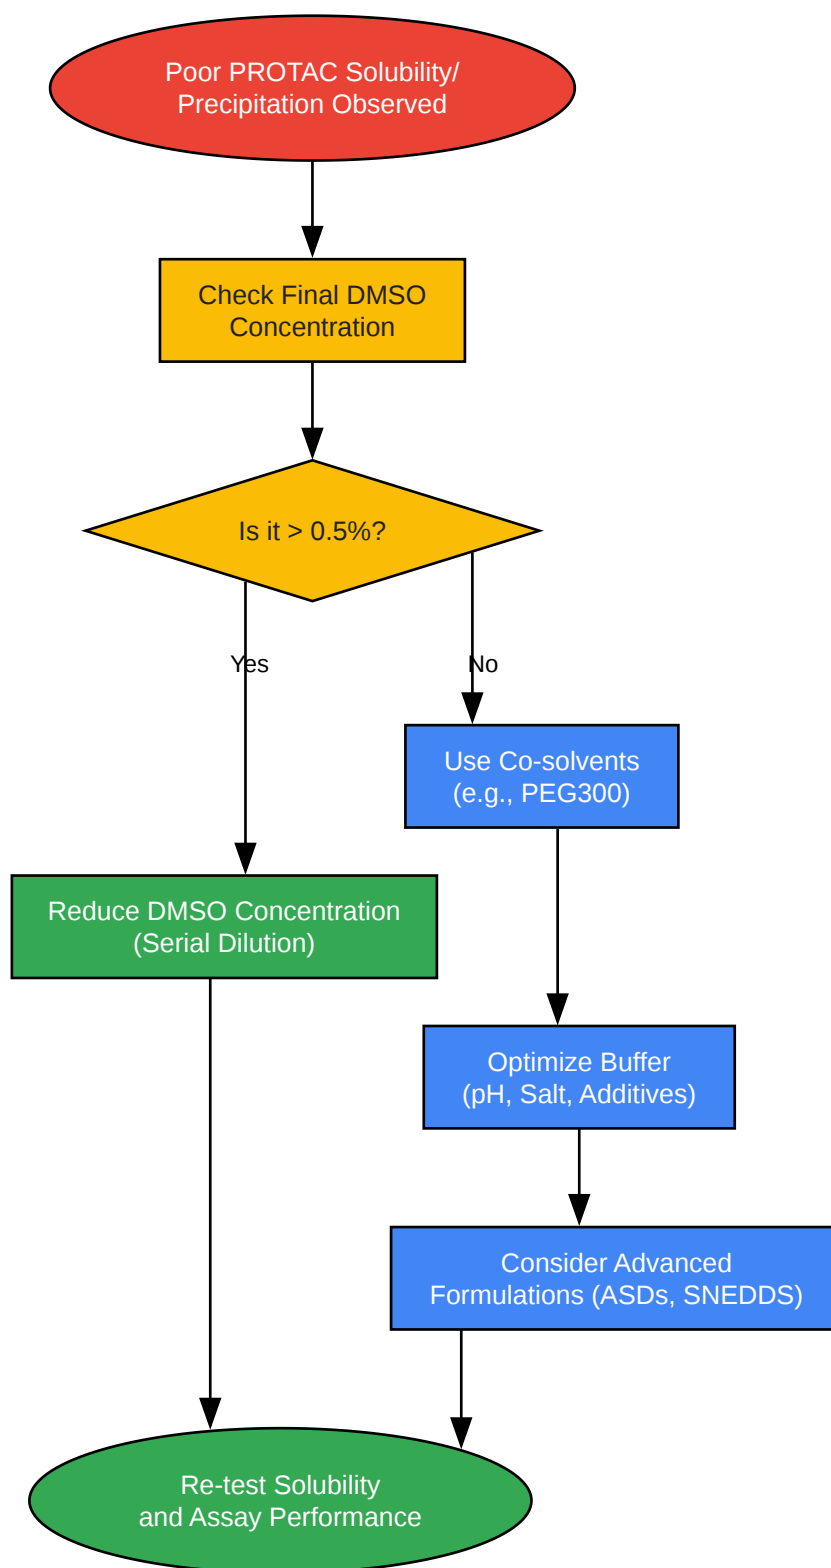 Poor PROTAC Solubility/
Precipitation Observed
Check Final DMSO
Concentration
Is it > 0.5%?
Yes
No
Use Co-solvents
(e.g., PEG300)
Reduce DMSO Concentration
(Serial Dilution)
Optimize Buffer
(pH, Salt, Additives)
Consider Advanced
Formulations (ASDs, SNEDDS)
Re-test Solubility
and Assay Performance